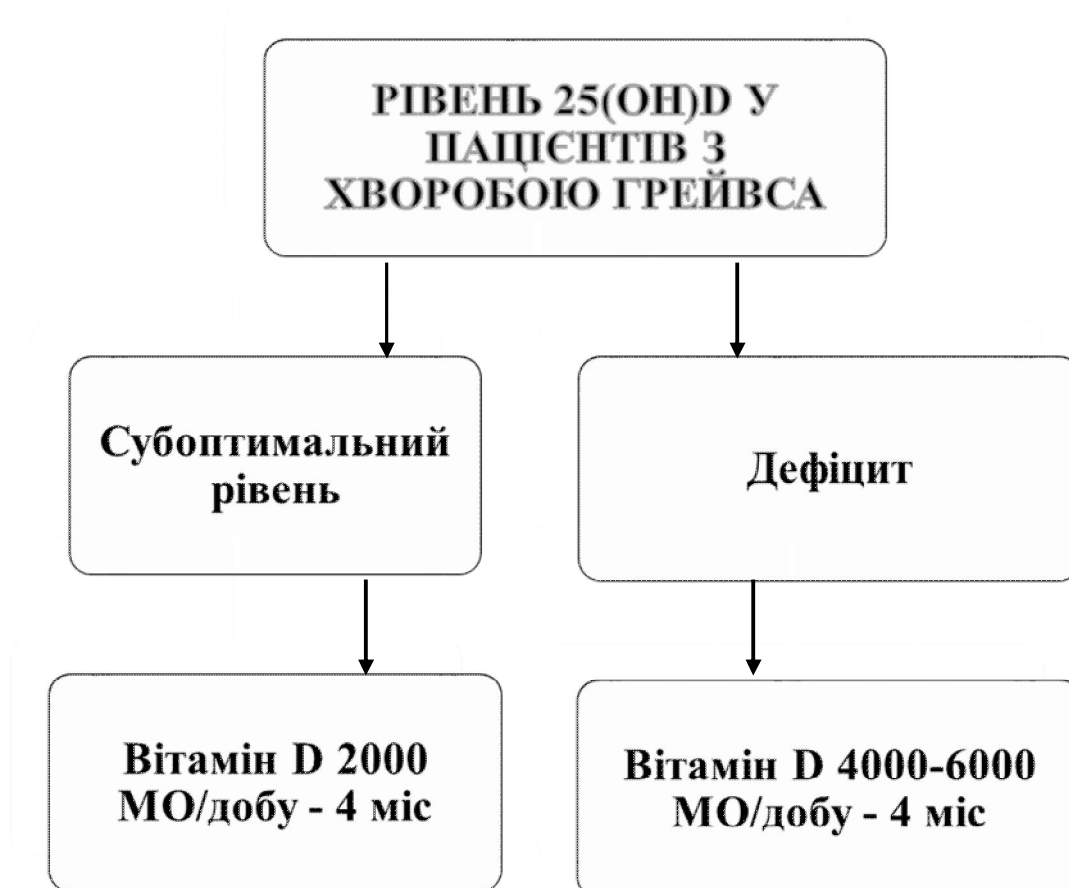 РІВЕНЬ 25(ОН)D У
ПАЦІЄНТІВ З
ХВОРОБОЮ ГРЕЙВСА
Субоптимальний
рівень
Дефіцит
Вітамін D 2000
МО/добу - 4 міс
Вітамін D 4000-6000
МО/добу - 4 міс